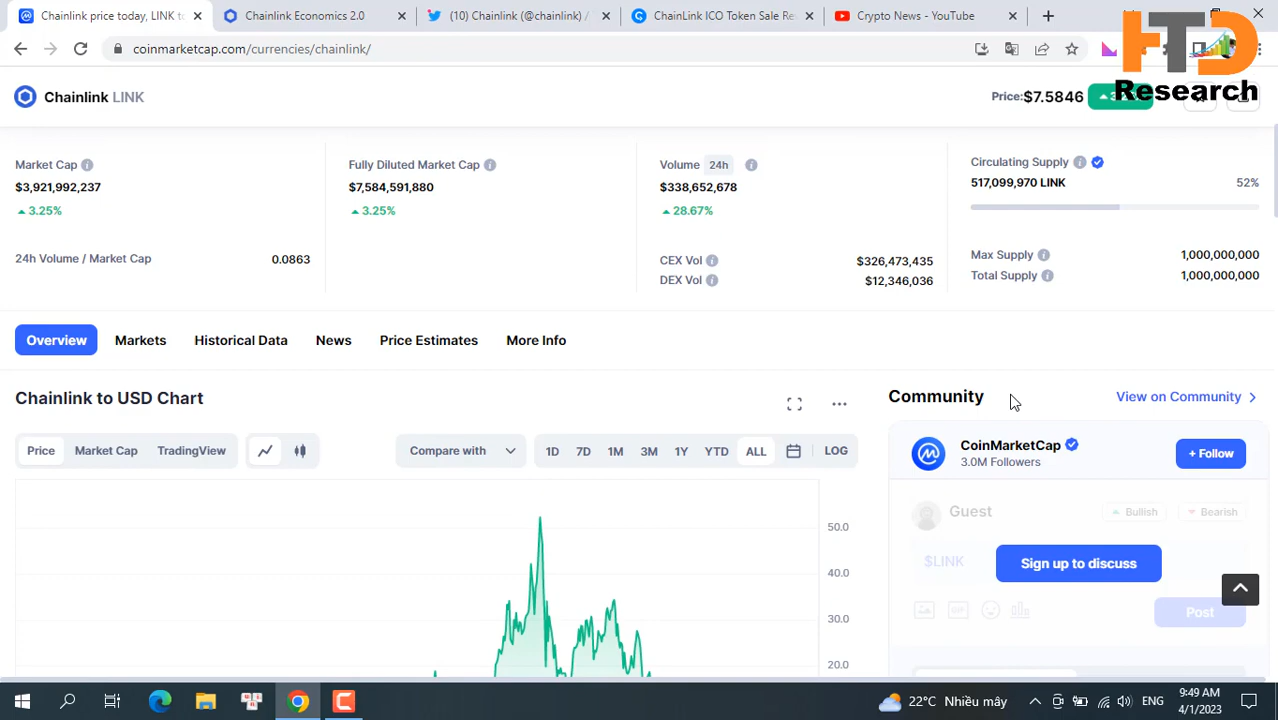 Chainlink price today, LINK to
Chainlink Economics 2.0
(10) Chainlink (@chainlink) /
ChainLink ICO Token Sale Re
Crypto News - YouTube
coinmarketcap.com/currencies/chainlink/
HTD
Research
Chainlink LINK
Price: $7.5846
Market Cap
$3,921,992,237
3.25%
24h Volume / Market Cap 0.0863
Fully Diluted Market Cap
$7,584,591,880
3.25%
Volume 24h
$338,652,678
28.67%
CEX Vol $326,473,435
DEX Vol $12,346,036
Circulating Supply
517,099,970 LINK 52%
Max Supply 1,000,000,000
Total Supply 1,000,000,000
Overview Markets Historical Data News Price Estimates More Info
Chainlink to USD Chart
Price Market Cap TradingView
Compare with
1D 7D 1M 3M 1Y YTD ALL LOG
50.0
40.0
30.0
20.0
Community
View on Community
CoinMarketCap
3.0M Followers
+ Follow
Guest
Bullish
Bearish
$LINK
Sign up to discuss
GIF
Post
22°C Nhiều mây
ENG
9:49 AM
4/1/2023